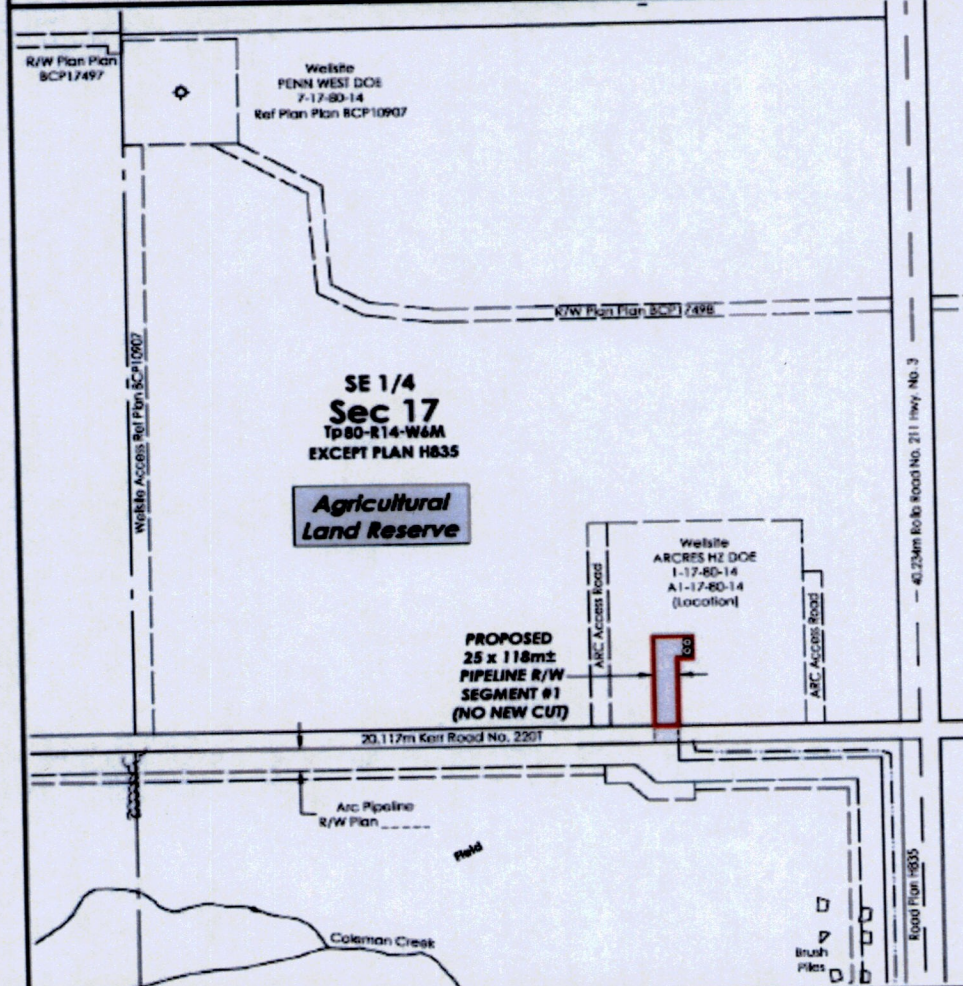 R/W Plan Plan
BCP17497
Wellsite
PENN WEST DOE
7-17-80-14
Ref Plan Plan BCP10907
R/W Plan Plan BCP17498
Wellsite Access Ref Plan BCP10907
SE 1/4
Sec 17
Tp80-R14-W6M
EXCEPT PLAN H835
Agricultural
Land Reserve
40.234m Rolla Road No. 211 Hwy. No. 3
Wellsite
ARCRES HZ DOE
1-17-80-14
A1-17-80-14
(Location)
ARC Access Road
ARC Access Road
PROPOSED
25 x 118m±
PIPELINE R/W
SEGMENT #1
(NO NEW CUT)
20.117m Kerr Road No. 220T
Arc Pipeline
R/W Plan _____
Field
Coleman Creek
Brush
Piles
Road Plan H835